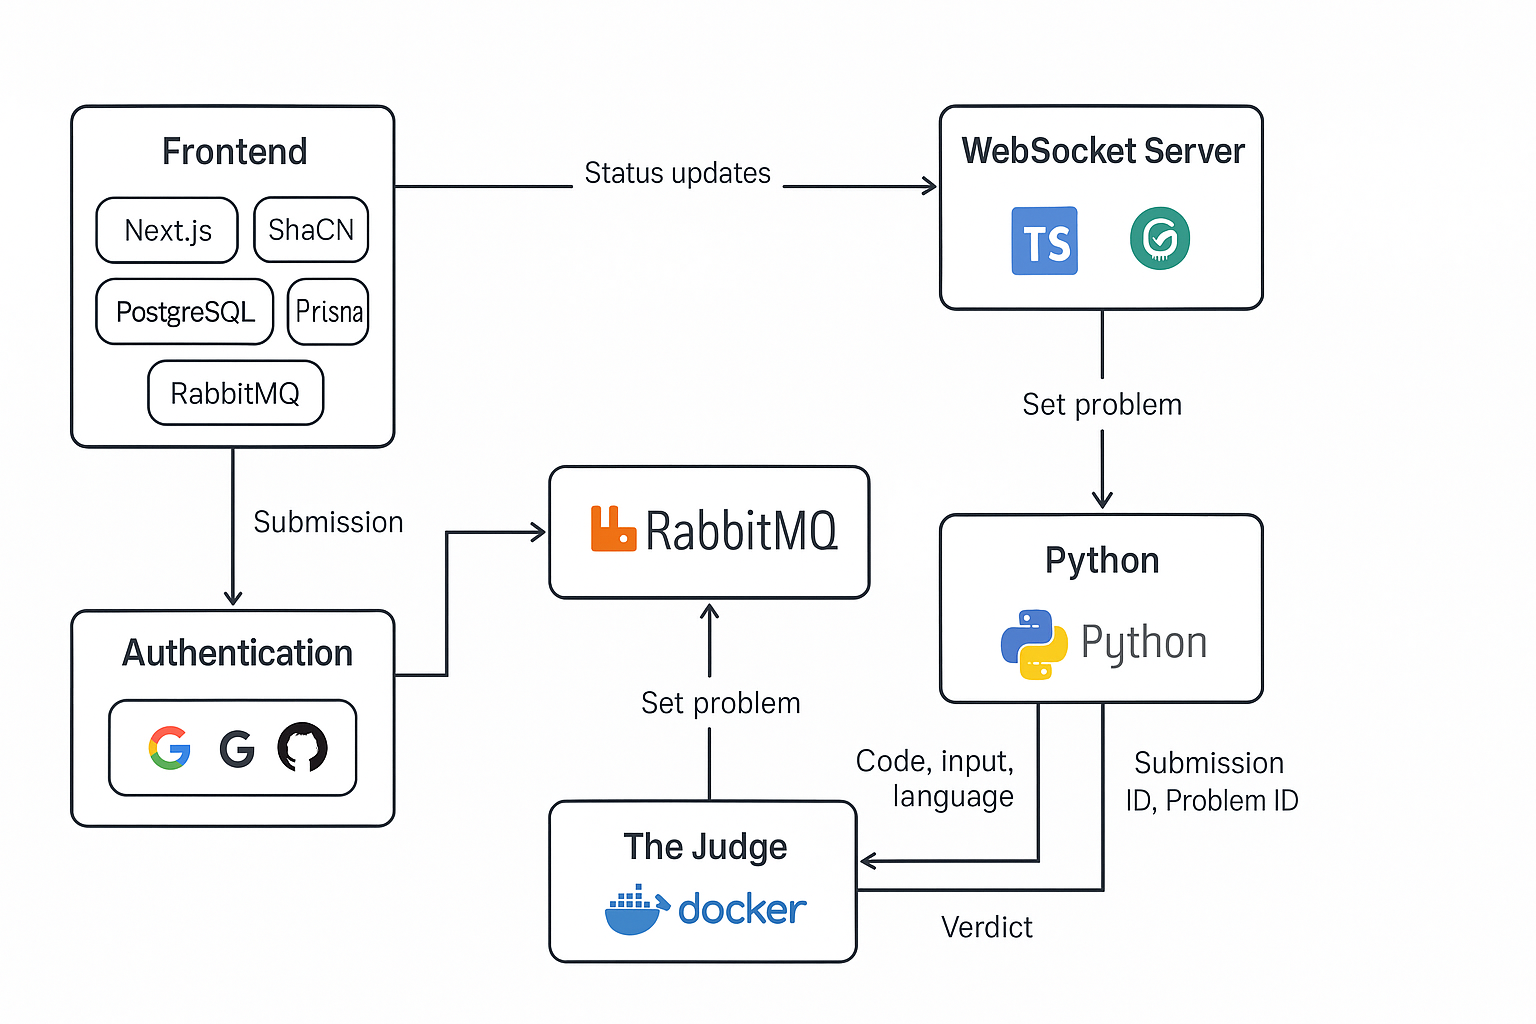 Frontend
Next.js
ShaCN
PostgreSQL
Prisna
RabbitMQ
Status updates
WebSocket Server
TS
Set problem
Submission
RabbitMQ
Python
Python
Authentication
G G
Set problem
Code, input,
language
Submission
ID, Problem ID
The Judge
docker
Verdict